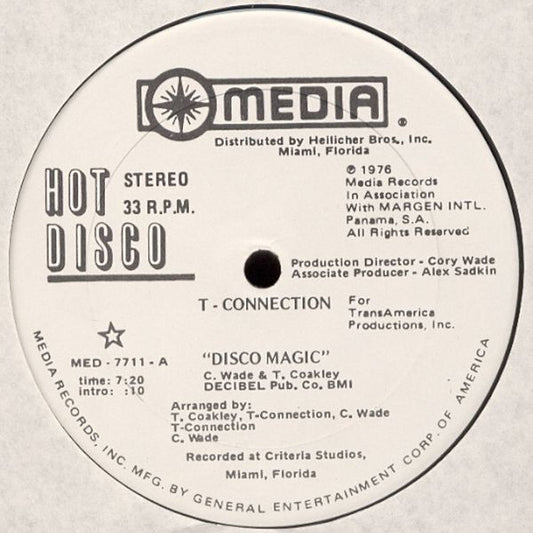 MEDIA
®
Distributed by Heilicher Bros., Inc.
Miami, Florida
HOT
DISCO
STEREO
33 R.P.M.
℗ 1976
Media Records
In Association
With MARGEN INTL.
Panama, S.A.
All Rights Reserved
Production Director - Cory Wade
Associate Producer - Alex Sadkin
T - CONNECTION
For
TransAmerica
Productions, Inc.
MED - 7711 - A
time: 7:20
intro: :10
"DISCO MAGIC"
C. Wade & T. Coakley
DECIBEL Pub. Co. BMI
Arranged by:
T. Coakley, T-Connection, C. Wade
T-Connection
C. Wade
Recorded at Criteria Studios,
Miami, Florida
MEDIA RECORDS, INC. MFG. BY GENERAL ENTERTAINMENT CORP. OF AMERICA